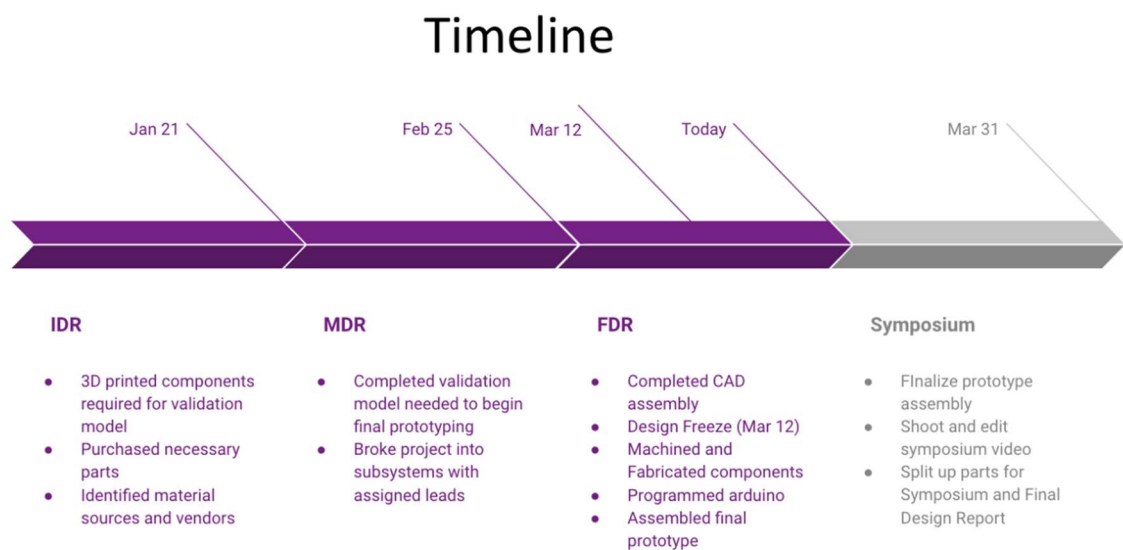 Timeline
Jan 21
Feb 25
Mar 12
Today
Mar 31
IDR
● 3D printed components
required for validation
model
● Purchased necessary
parts
● Identified material
sources and vendors
MDR
● Completed validation
model needed to begin
final prototyping
● Broke project into
subsystems with
assigned leads
FDR
● Completed CAD
assembly
● Design Freeze (Mar 12)
● Machined and
Fabricated components
● Programmed arduino
● Assembled final
prototype
Symposium
● FInalize prototype
assembly
● Shoot and edit
symposium video
● Split up parts for
Symposium and Final
Design Report